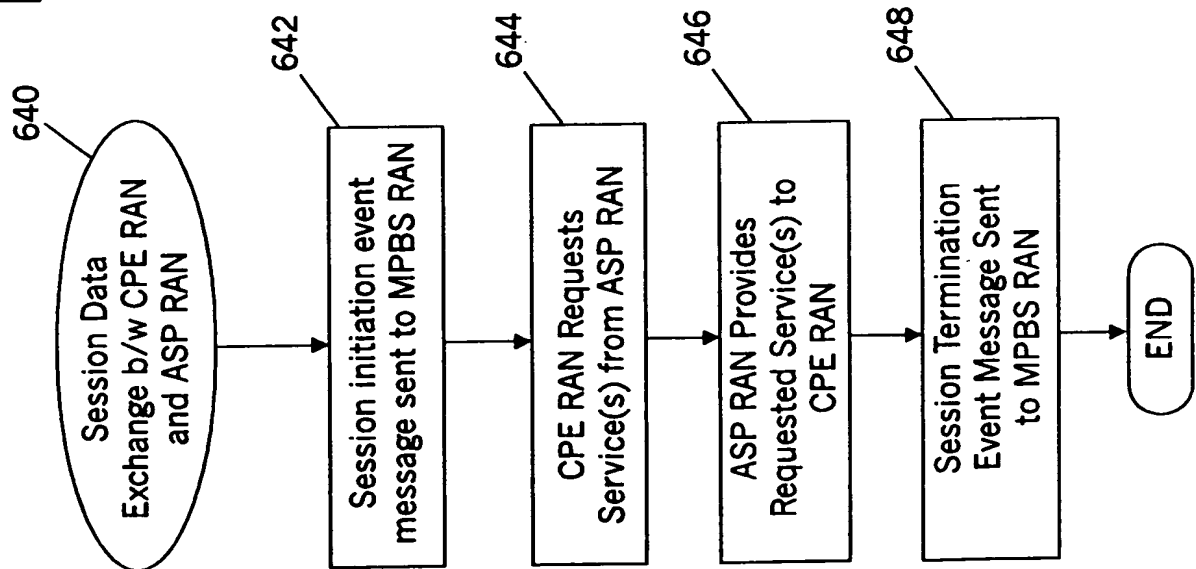 640
Session Data
Exchange b/w CPE RAN
and ASP RAN
642
Session initiation event
message sent to MPBS RAN
644
CPE RAN Requests
Service(s) from ASP RAN
646
ASP RAN Provides
Requested Service(s) to
CPE RAN
648
Session Termination
Event Message Sent
to MPBS RAN
END